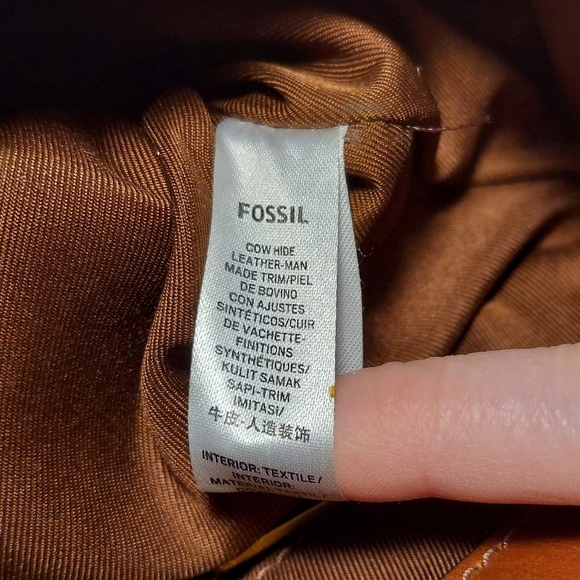 FOSSIL
COW HIDE
LEATHER-MAN
MADE TRIM/PIEL
DE BOVINO
CON AJUSTES
SINTÉTICOS/CUIR
DE VACHETTE-
FINITIONS
SYNTHÉTIQUES/
KULIT SAMAK
SAPI-TRIM
IMITASI/
牛皮·人造装饰
INTERIOR: TEXTILE/
INTERIOR: